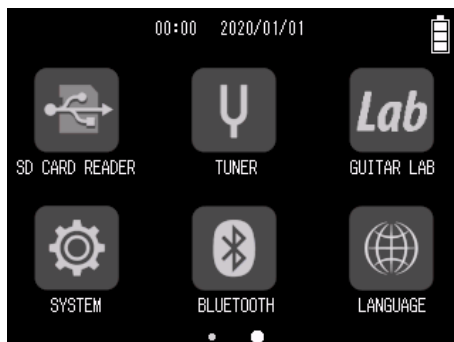 00:00 2020/01/01
Lab
SD CARD READER TUNER GUITAR LAB
SYSTEM BLUETOOTH LANGUAGE